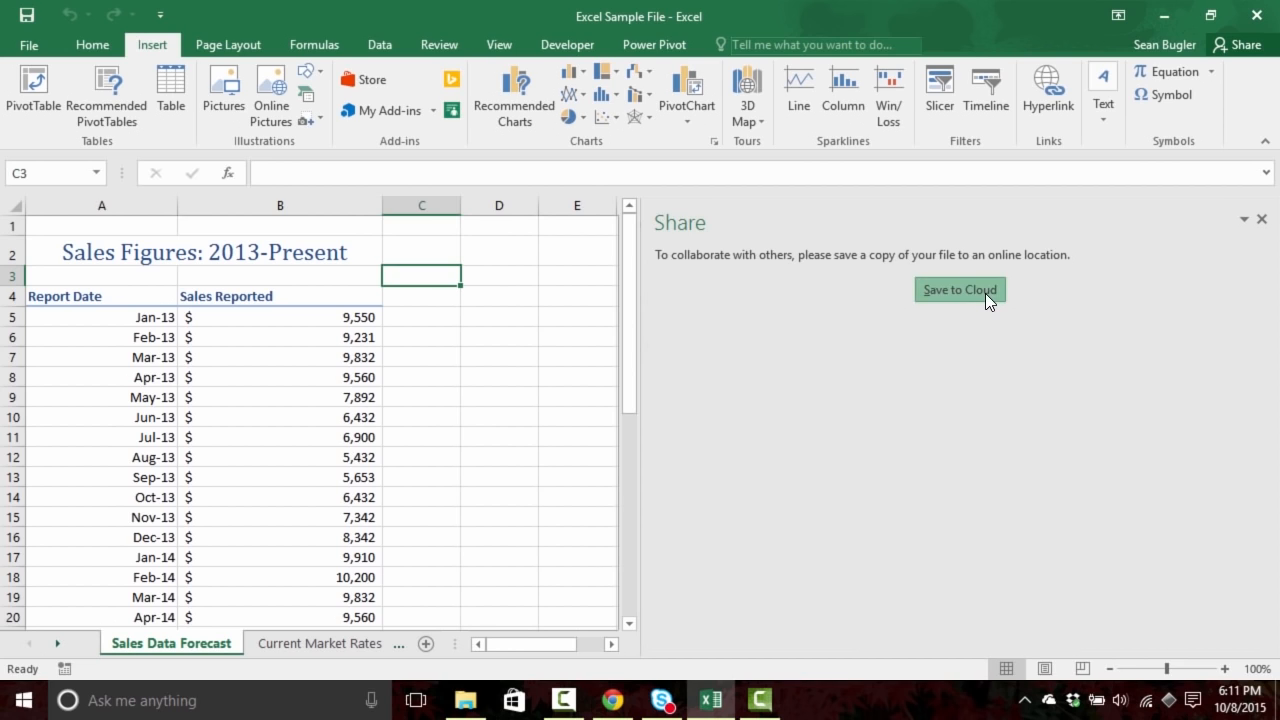 Excel Sample File - Excel
File Home Insert Page Layout Formulas Data Review View Developer Power Pivot Tell me what you want to do... Sean Bugler Share
PivotTable Recommended PivotTables Table
Tables
Pictures Online Pictures
Illustrations
Store
My Add-ins
Add-ins
Recommended Charts
PivotChart
Charts
3D Map
Tours
Line Column Win/Loss
Sparklines
Slicer Timeline
Filters
Hyperlink
Links
A
Text
π Equation
Ω Symbol
Symbols
C3
fx
A B C D E
1
2 Sales Figures: 2013-Present
3
4 Report Date Sales Reported
5 Jan-13 $ 9,550
6 Feb-13 $ 9,231
7 Mar-13 $ 9,832
8 Apr-13 $ 9,560
9 May-13 $ 7,892
10 Jun-13 $ 6,432
11 Jul-13 $ 6,900
12 Aug-13 $ 5,432
13 Sep-13 $ 5,653
14 Oct-13 $ 6,432
15 Nov-13 $ 7,342
16 Dec-13 $ 8,342
17 Jan-14 $ 9,910
18 Feb-14 $ 10,200
19 Mar-14 $ 9,832
20 Apr-14 $ 9,560
Share
To collaborate with others, please save a copy of your file to an online location.
Save to Cloud
Sales Data Forecast Current Market Rates ...
Ready
100%
Ask me anything
6:11 PM
10/8/2015